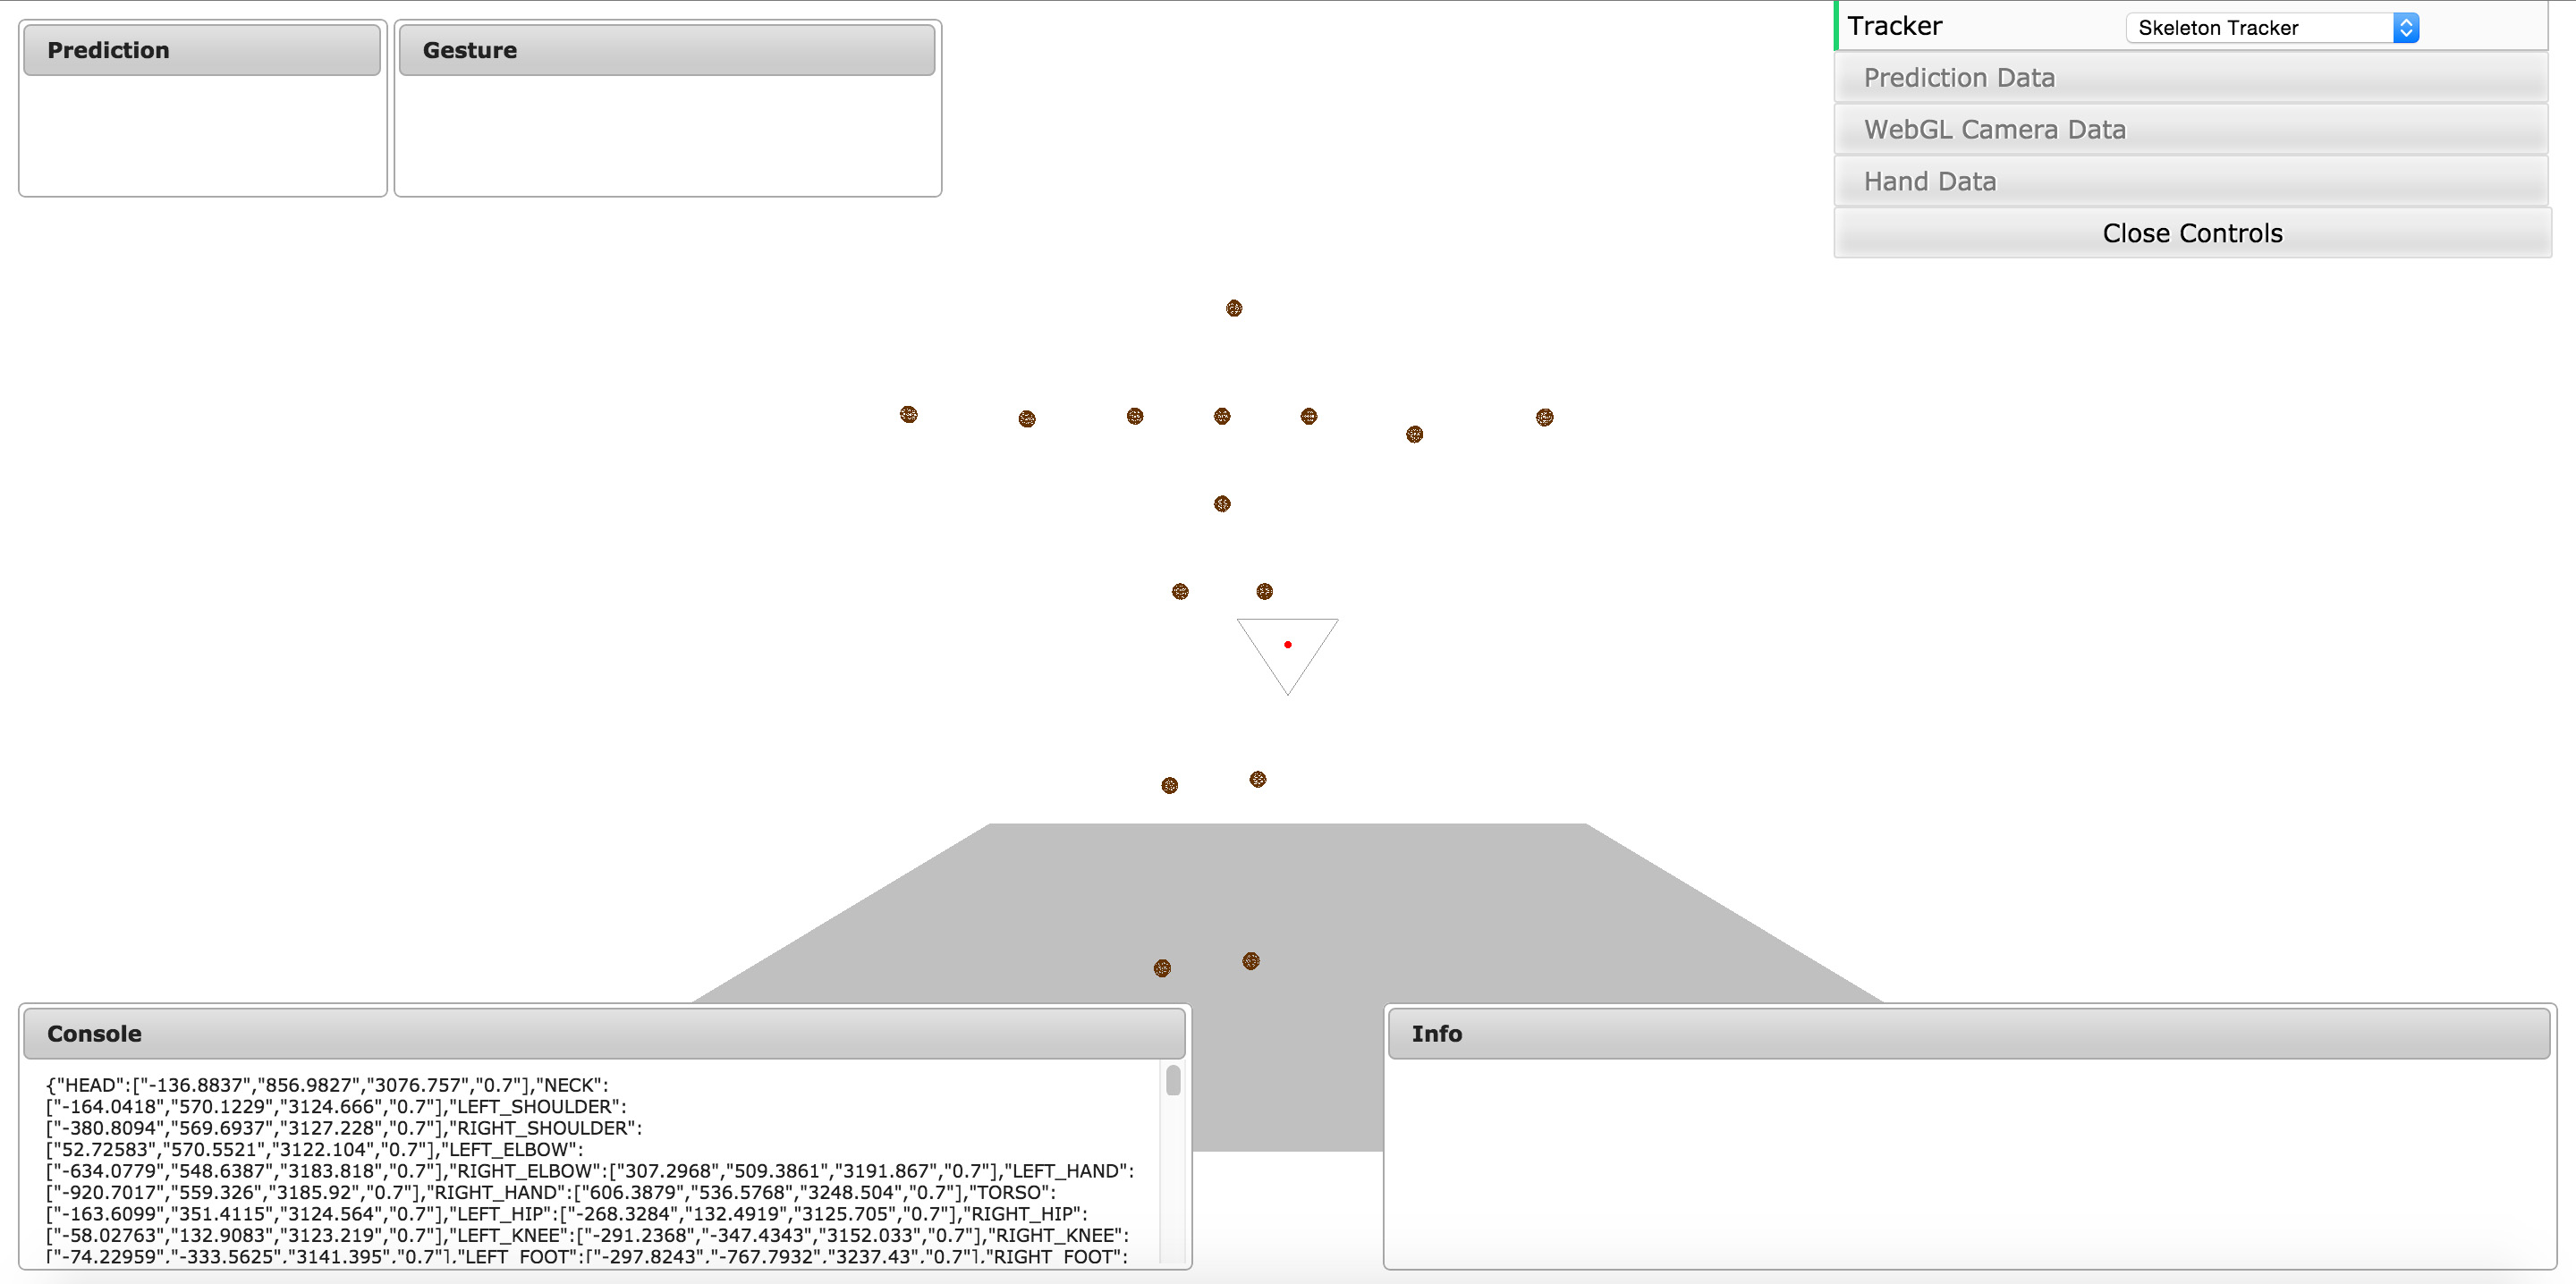 Prediction
Gesture
Tracker
Skeleton Tracker
Prediction Data
WebGL Camera Data
Hand Data
Close Controls
Console
{"HEAD":["-136.8837","856.9827","3076.757","0.7"],"NECK":
["-164.0418","570.1229","3124.666","0.7"],"LEFT_SHOULDER":
["-380.8094","569.6937","3127.228","0.7"],"RIGHT_SHOULDER":
["52.72583","570.5521","3122.104","0.7"],"LEFT_ELBOW":
["-634.0779","548.6387","3183.818","0.7"],"RIGHT_ELBOW":["307.2968","509.3861","3191.867","0.7"],"LEFT_HAND":
["-920.7017","559.326","3185.92","0.7"],"RIGHT_HAND":["606.3879","536.5768","3248.504","0.7"],"TORSO":
["-163.6099","351.4115","3124.564","0.7"],"LEFT_HIP":["-268.3284","132.4919","3125.705","0.7"],"RIGHT_HIP":
["-58.02763","132.9083","3123.219","0.7"],"LEFT_KNEE":["-291.2368","-347.4343","3152.033","0.7"],"RIGHT_KNEE":
["-74.22959","-333.5625","3141.395","0.7"],"LEFT_FOOT":["-297.8243","-767.7932","3237.43","0.7"],"RIGHT_FOOT":
Info